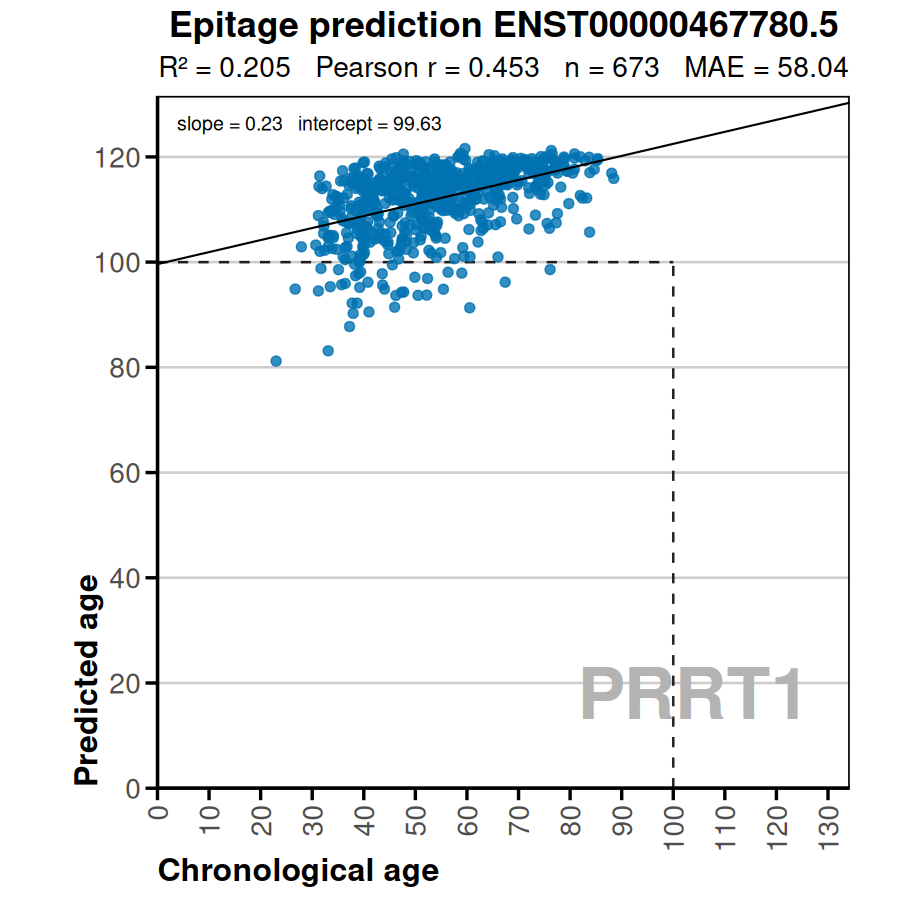 Epitage prediction ENST00000467780.5
R² = 0.205 Pearson r = 0.453 n = 673 MAE = 58.04
slope = 0.23 intercept = 99.63
120
100
80
60
40
20
0
Predicted age
PRRT1
0 10 20 30 40 50 60 70 80 90 100 110 120 130
Chronological age